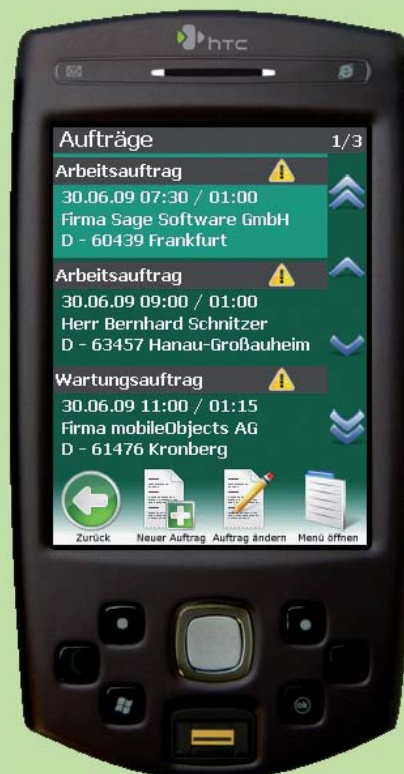 hTC
Aufträge 1/3
Arbeitsauftrag
30.06.09 07:30 / 01:00
Firma Sage Software GmbH
D - 60439 Frankfurt
Arbeitsauftrag
30.06.09 09:00 / 01:00
Herr Bernhard Schnitzer
D - 63457 Hanau-Großauheim
Wartungsauftrag
30.06.09 11:00 / 01:15
Firma mobileObjects AG
D - 61476 Kronberg
Zurück Neuer Auftrag Auftrag ändern Menü öffnen
ok